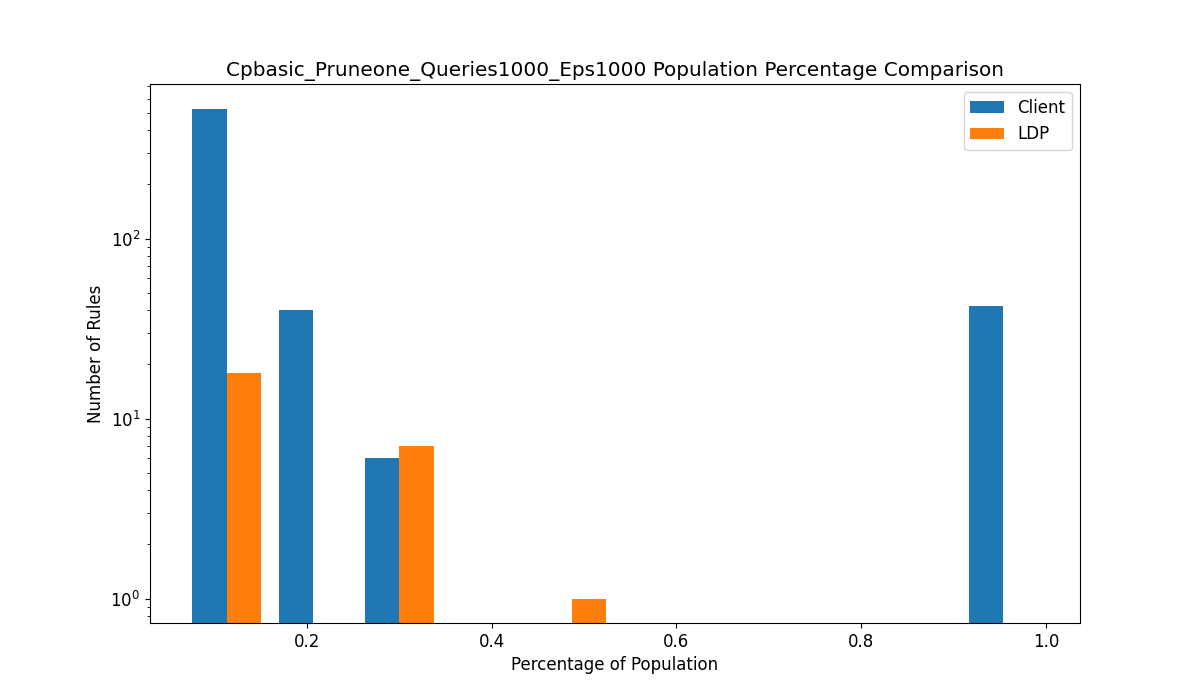 Cpbasic_Pruneone_Queries1000_Eps1000 Population Percentage Comparison
Client
LDP
Number of Rules
10²
10¹
10⁰
0.2 0.4 0.6 0.8 1.0
Percentage of Population